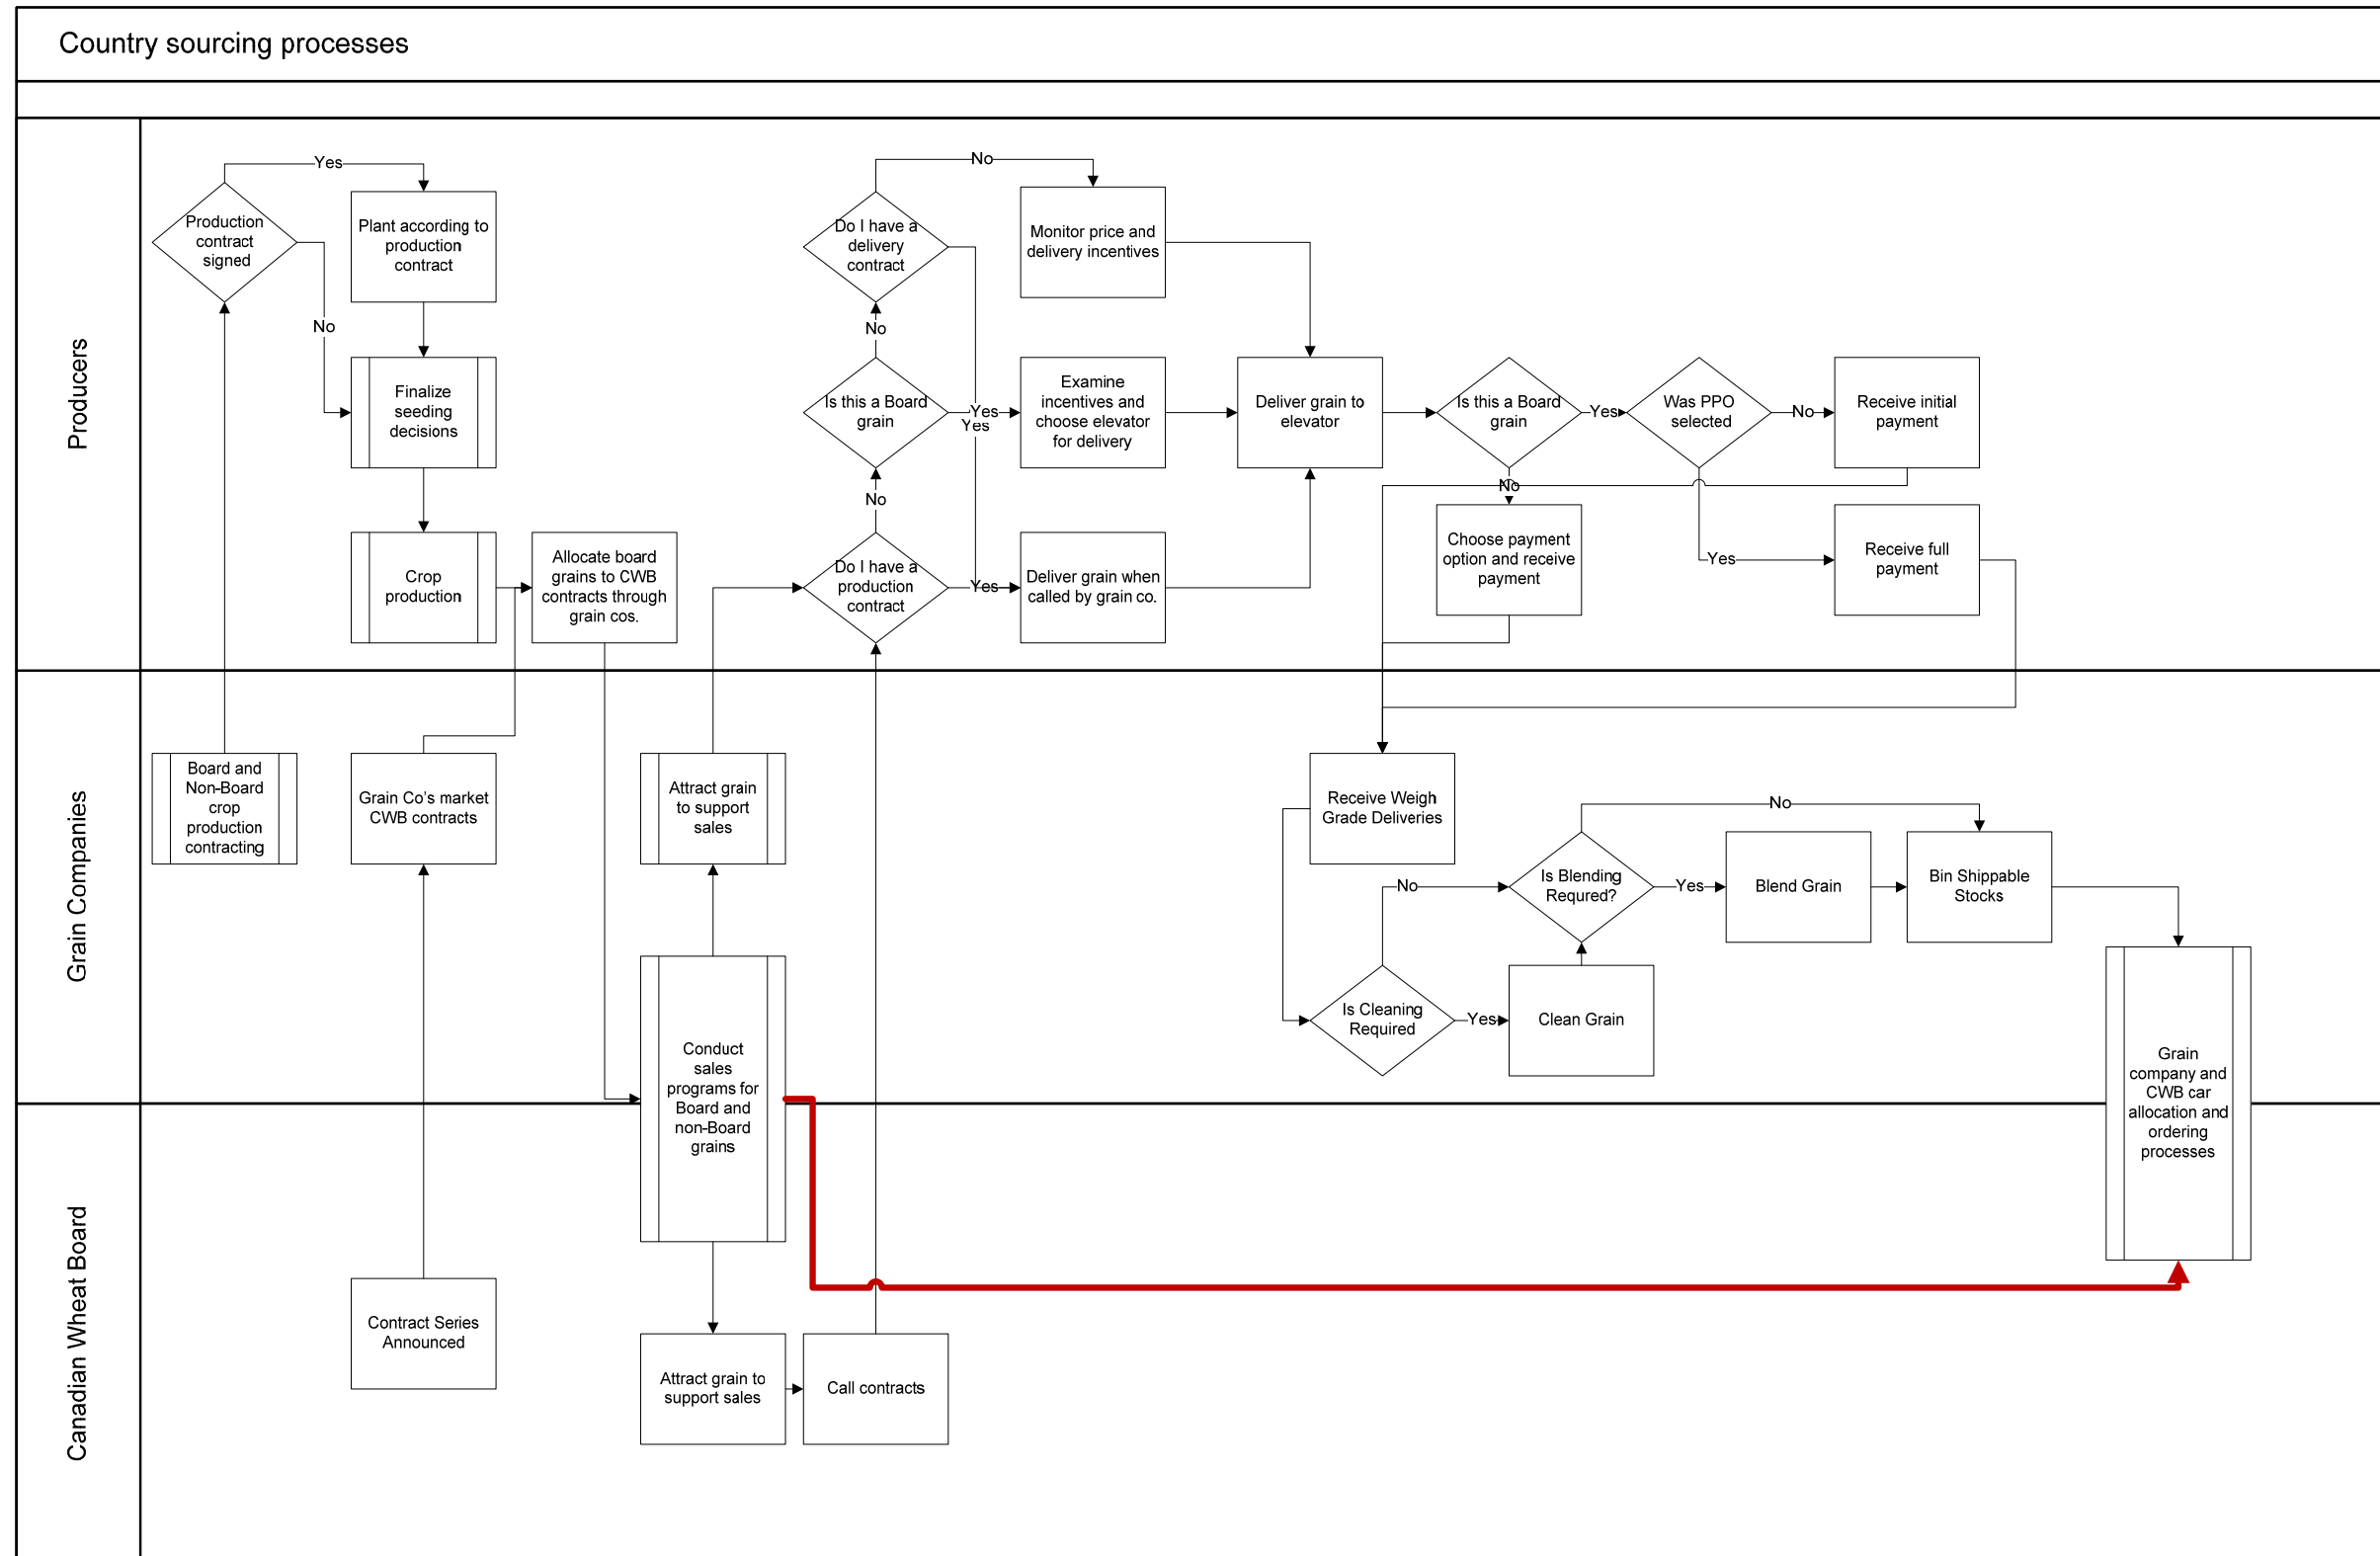 Country sourcing processes
Producers
Yes
Production
contract
signed
Plant according to
production
contract
No
Finalize
seeding
decisions
Crop
production
Allocate board
grains to CWB
contracts through
grain cos.
No
Do I have a
delivery
contract
Monitor price and
delivery incentives
No
Is this a Board
grain
Yes
Yes
Examine
incentives and
choose elevator
for delivery
No
Do I have a
production
contract
Yes
Deliver grain when
called by grain co.
Deliver grain to
elevator
Is this a Board
grain
Yes
Was PPO
selected
No
Receive initial
payment
No
Choose payment
option and receive
payment
Yes
Receive full
payment
Grain Companies
Board and
Non-Board
crop
production
contracting
Grain Co's market
CWB contracts
Attract grain
to support
sales
Conduct
sales
programs for
Board and
non-Board
grains
Receive Weigh
Grade Deliveries
No
Is Cleaning
Required
Yes
Clean Grain
Is Blending
Requred?
No
Yes
Blend Grain
Bin Shippable
Stocks
Grain
company and
CWB car
allocation and
ordering
processes
Canadian Wheat Board
Contract Series
Announced
Attract grain to
support sales
Call contracts